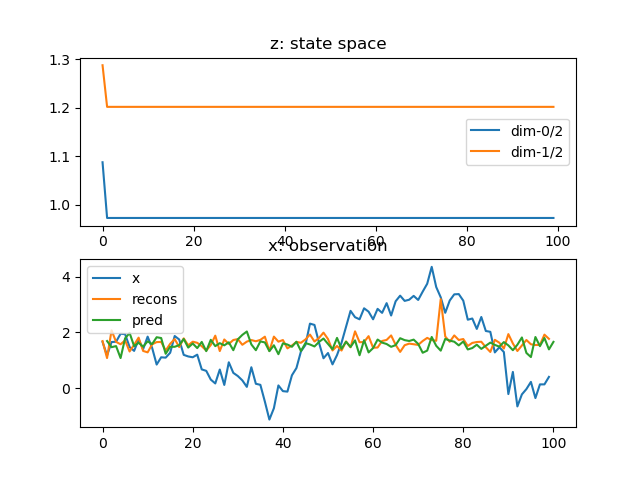 z: state space
1.3
1.2
1.1
1.0
dim-0/2
dim-1/2
0 20 40 60 80 100
x: observation
4
2
0
x
recons
pred
0 20 40 60 80 100